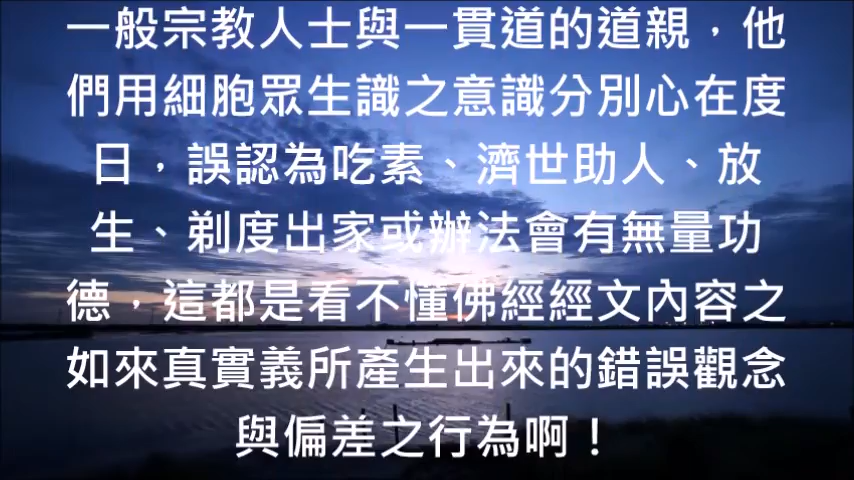 一般宗教人士與一貫道的道親，他
們用細胞眾生識之意識分別心在度
日，誤認為吃素、濟世助人、放
生、剃度出家或辦法會有無量功
德，這都是看不懂佛經經文內容之
如來真實義所產生出來的錯誤觀念
與偏差之行為啊！